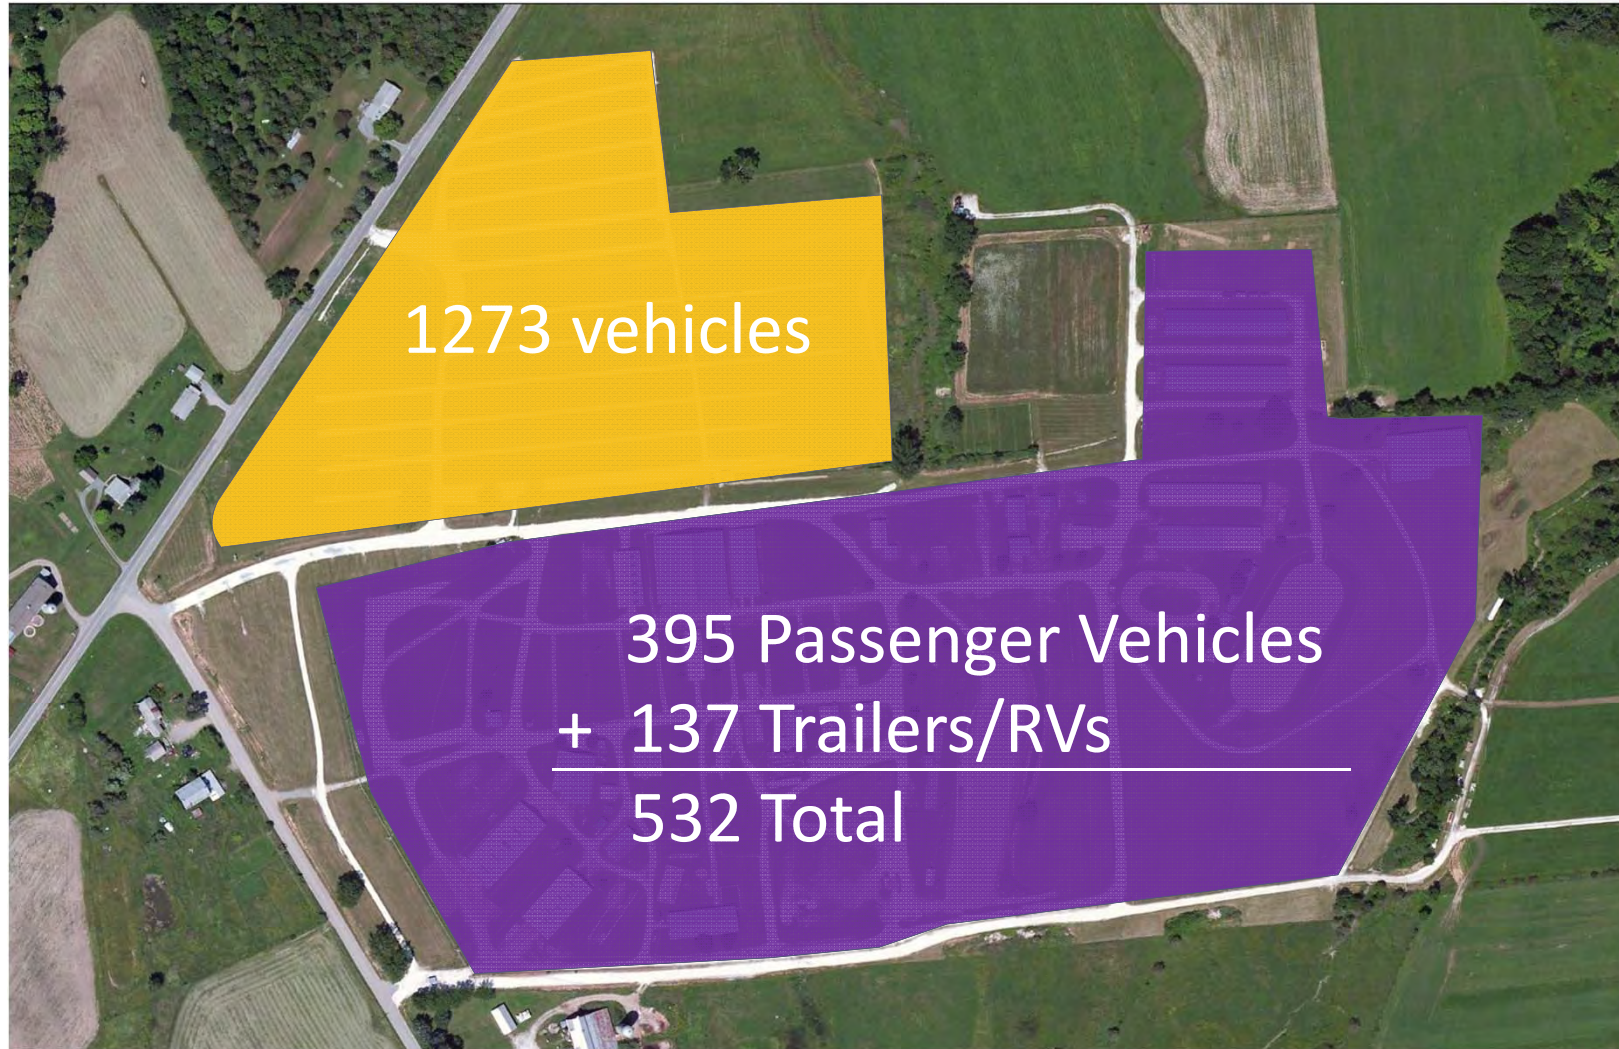 1273 vehicles
395 Passenger Vehicles
+ 137 Trailers/RVs
532 Total